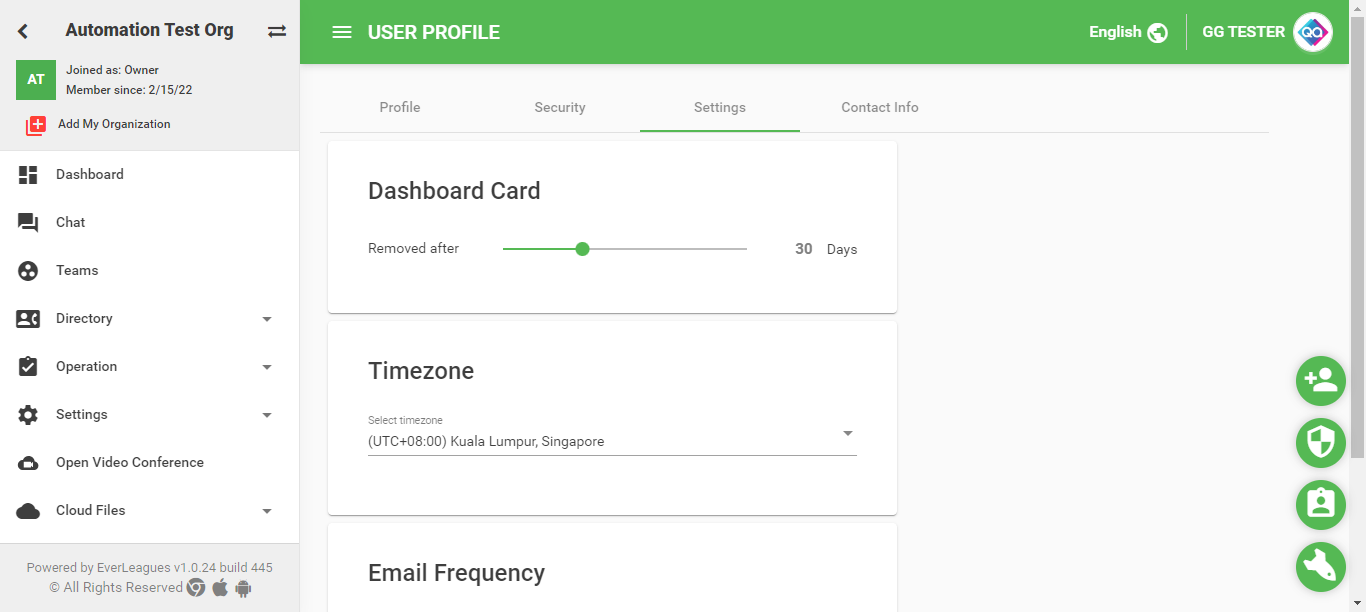 Automation Test Org
AT
Joined as: Owner
Member since: 2/15/22
Add My Organization
Dashboard
Chat
Teams
Directory
Operation
Settings
Open Video Conference
Cloud Files
Powered by EverLeagues v1.0.24 build 445
© All Rights Reserved
USER PROFILE
English
GG TESTER
QA
Profile
Security
Settings
Contact Info
Dashboard Card
Removed after
30 Days
Timezone
Select timezone
(UTC+08:00) Kuala Lumpur, Singapore
Email Frequency